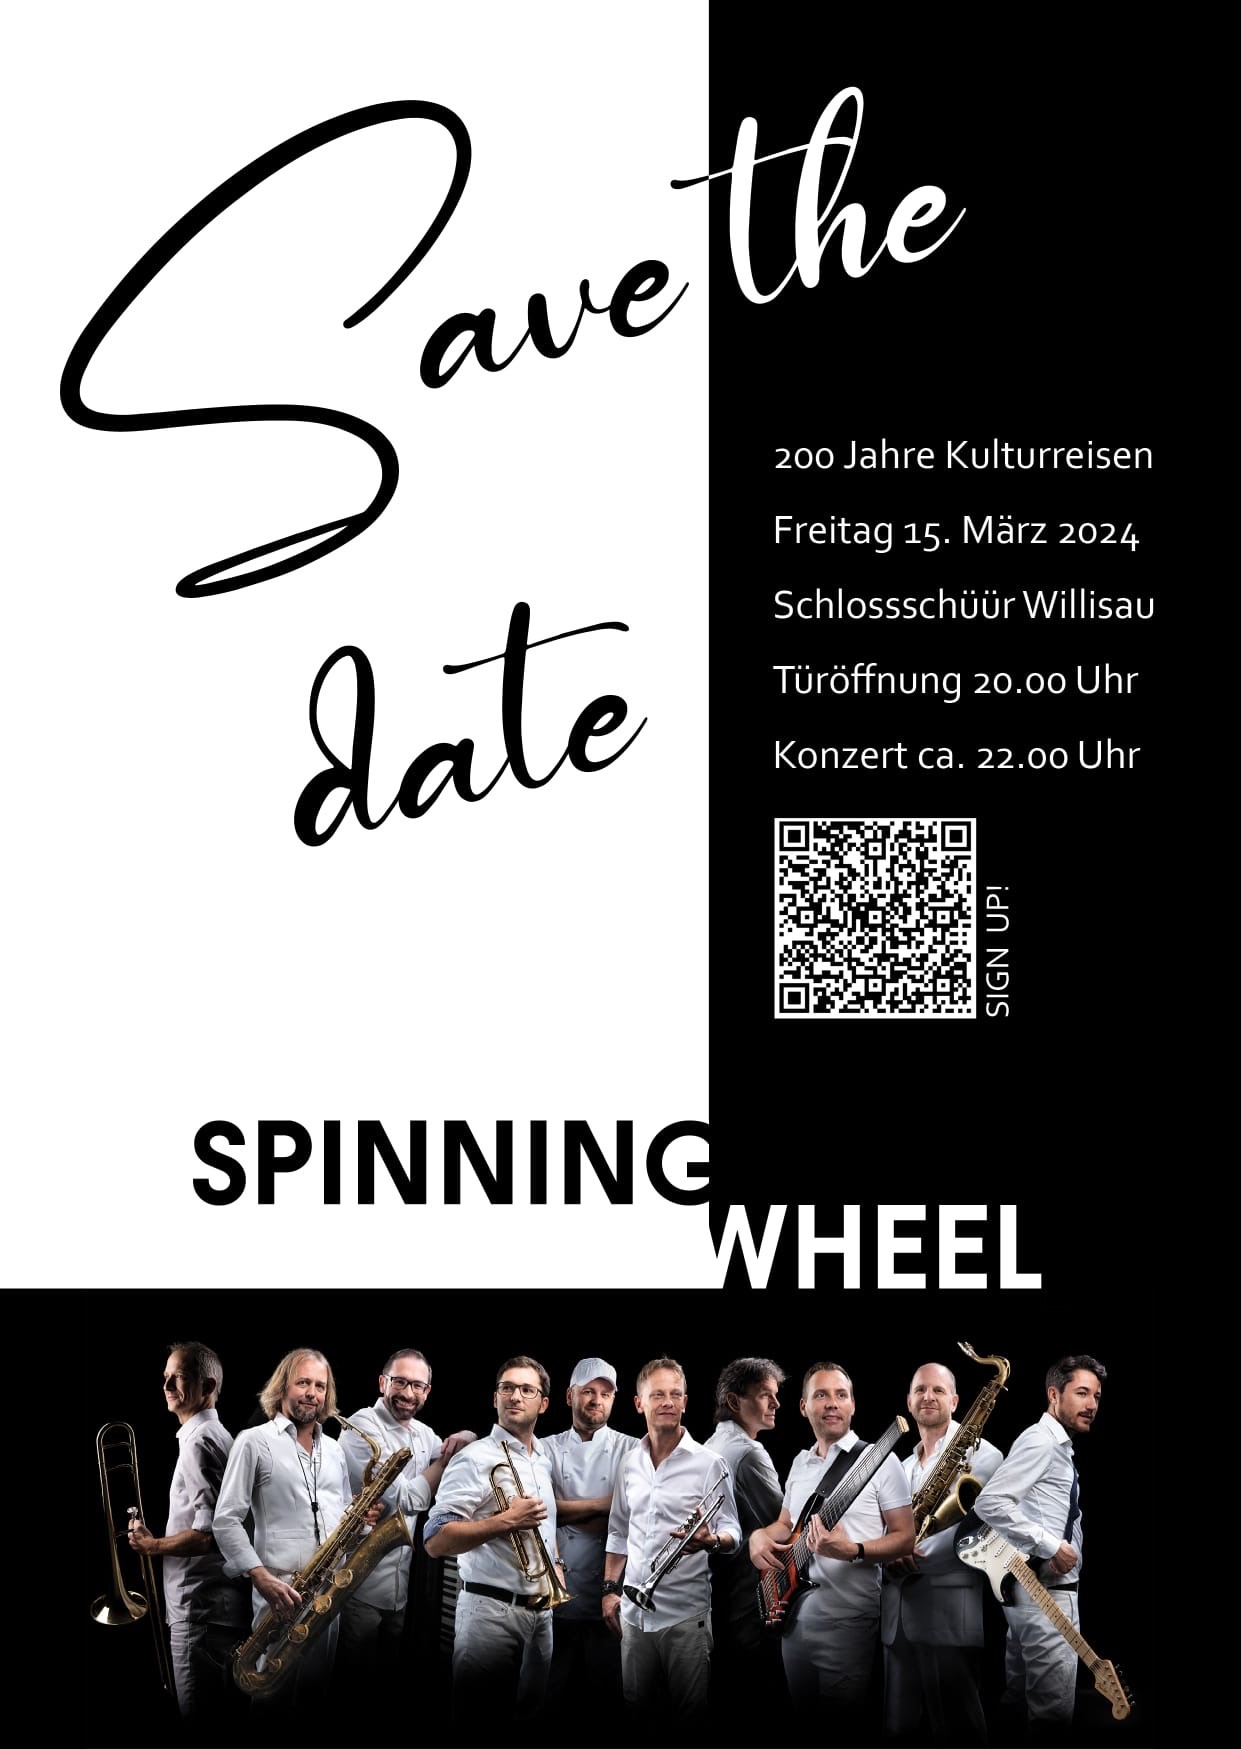 Save the
date
200 Jahre Kulturreisen
Freitag 15. März 2024
Schlossschüür Willisau
Türöffnung 20.00 Uhr
Konzert ca. 22.00 Uhr
SIGN UP!
SPINNING
WHEEL